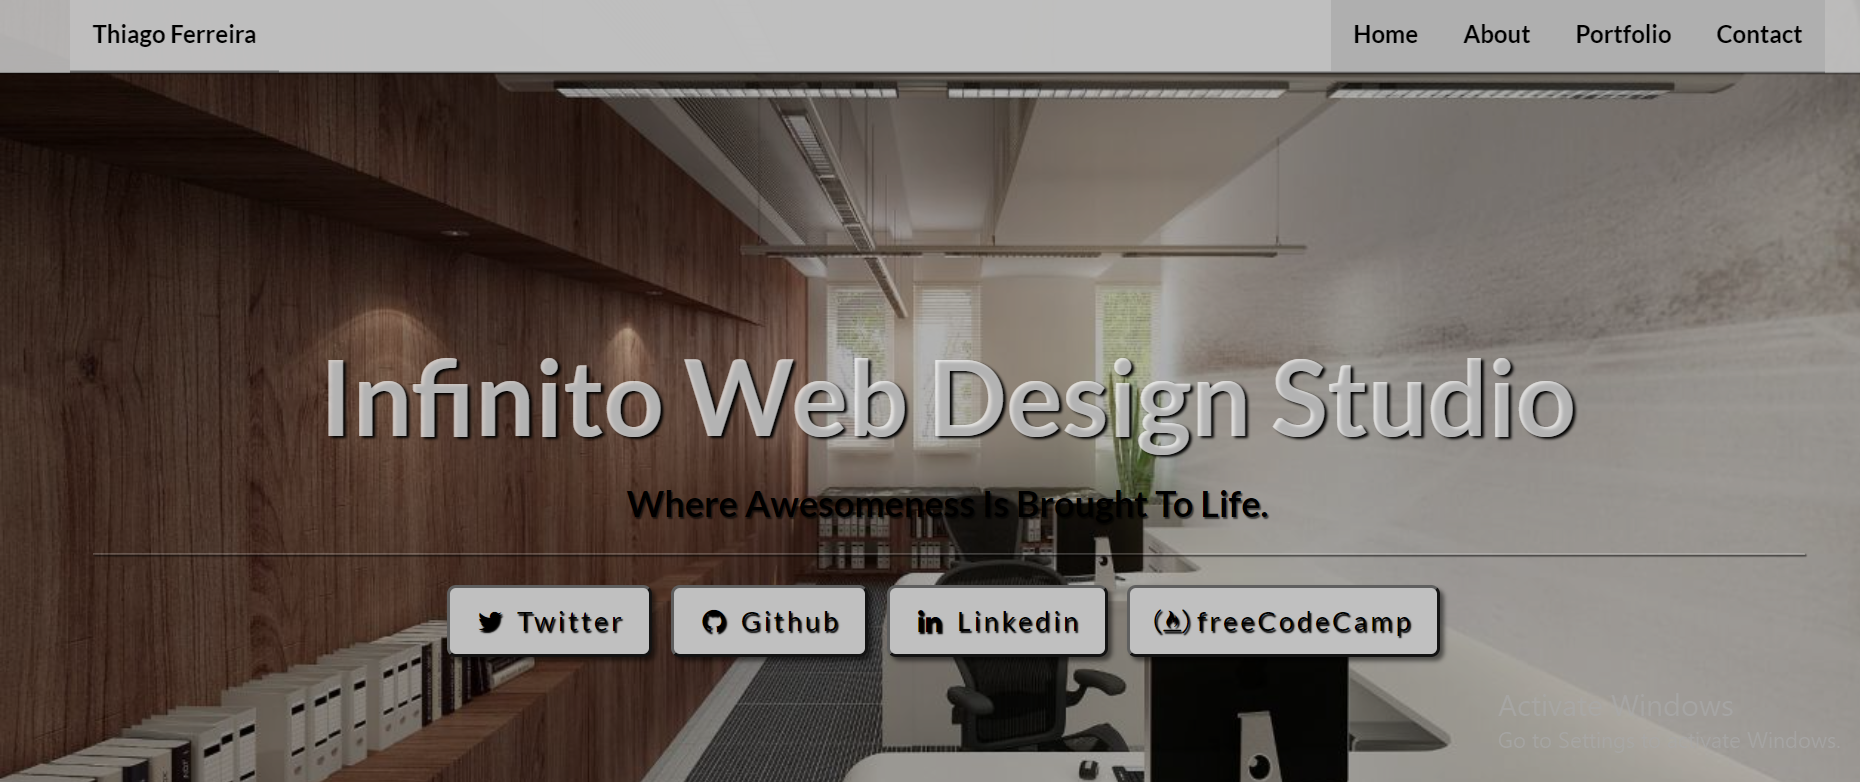 Thiago Ferreira
Home About Portfolio Contact
Infinito Web Design Studio
Where Awesomeness Is Brought To Life.
Twitter Github Linkedin freeCodeCamp
Activate Windows
Go to Settings to activate Windows.